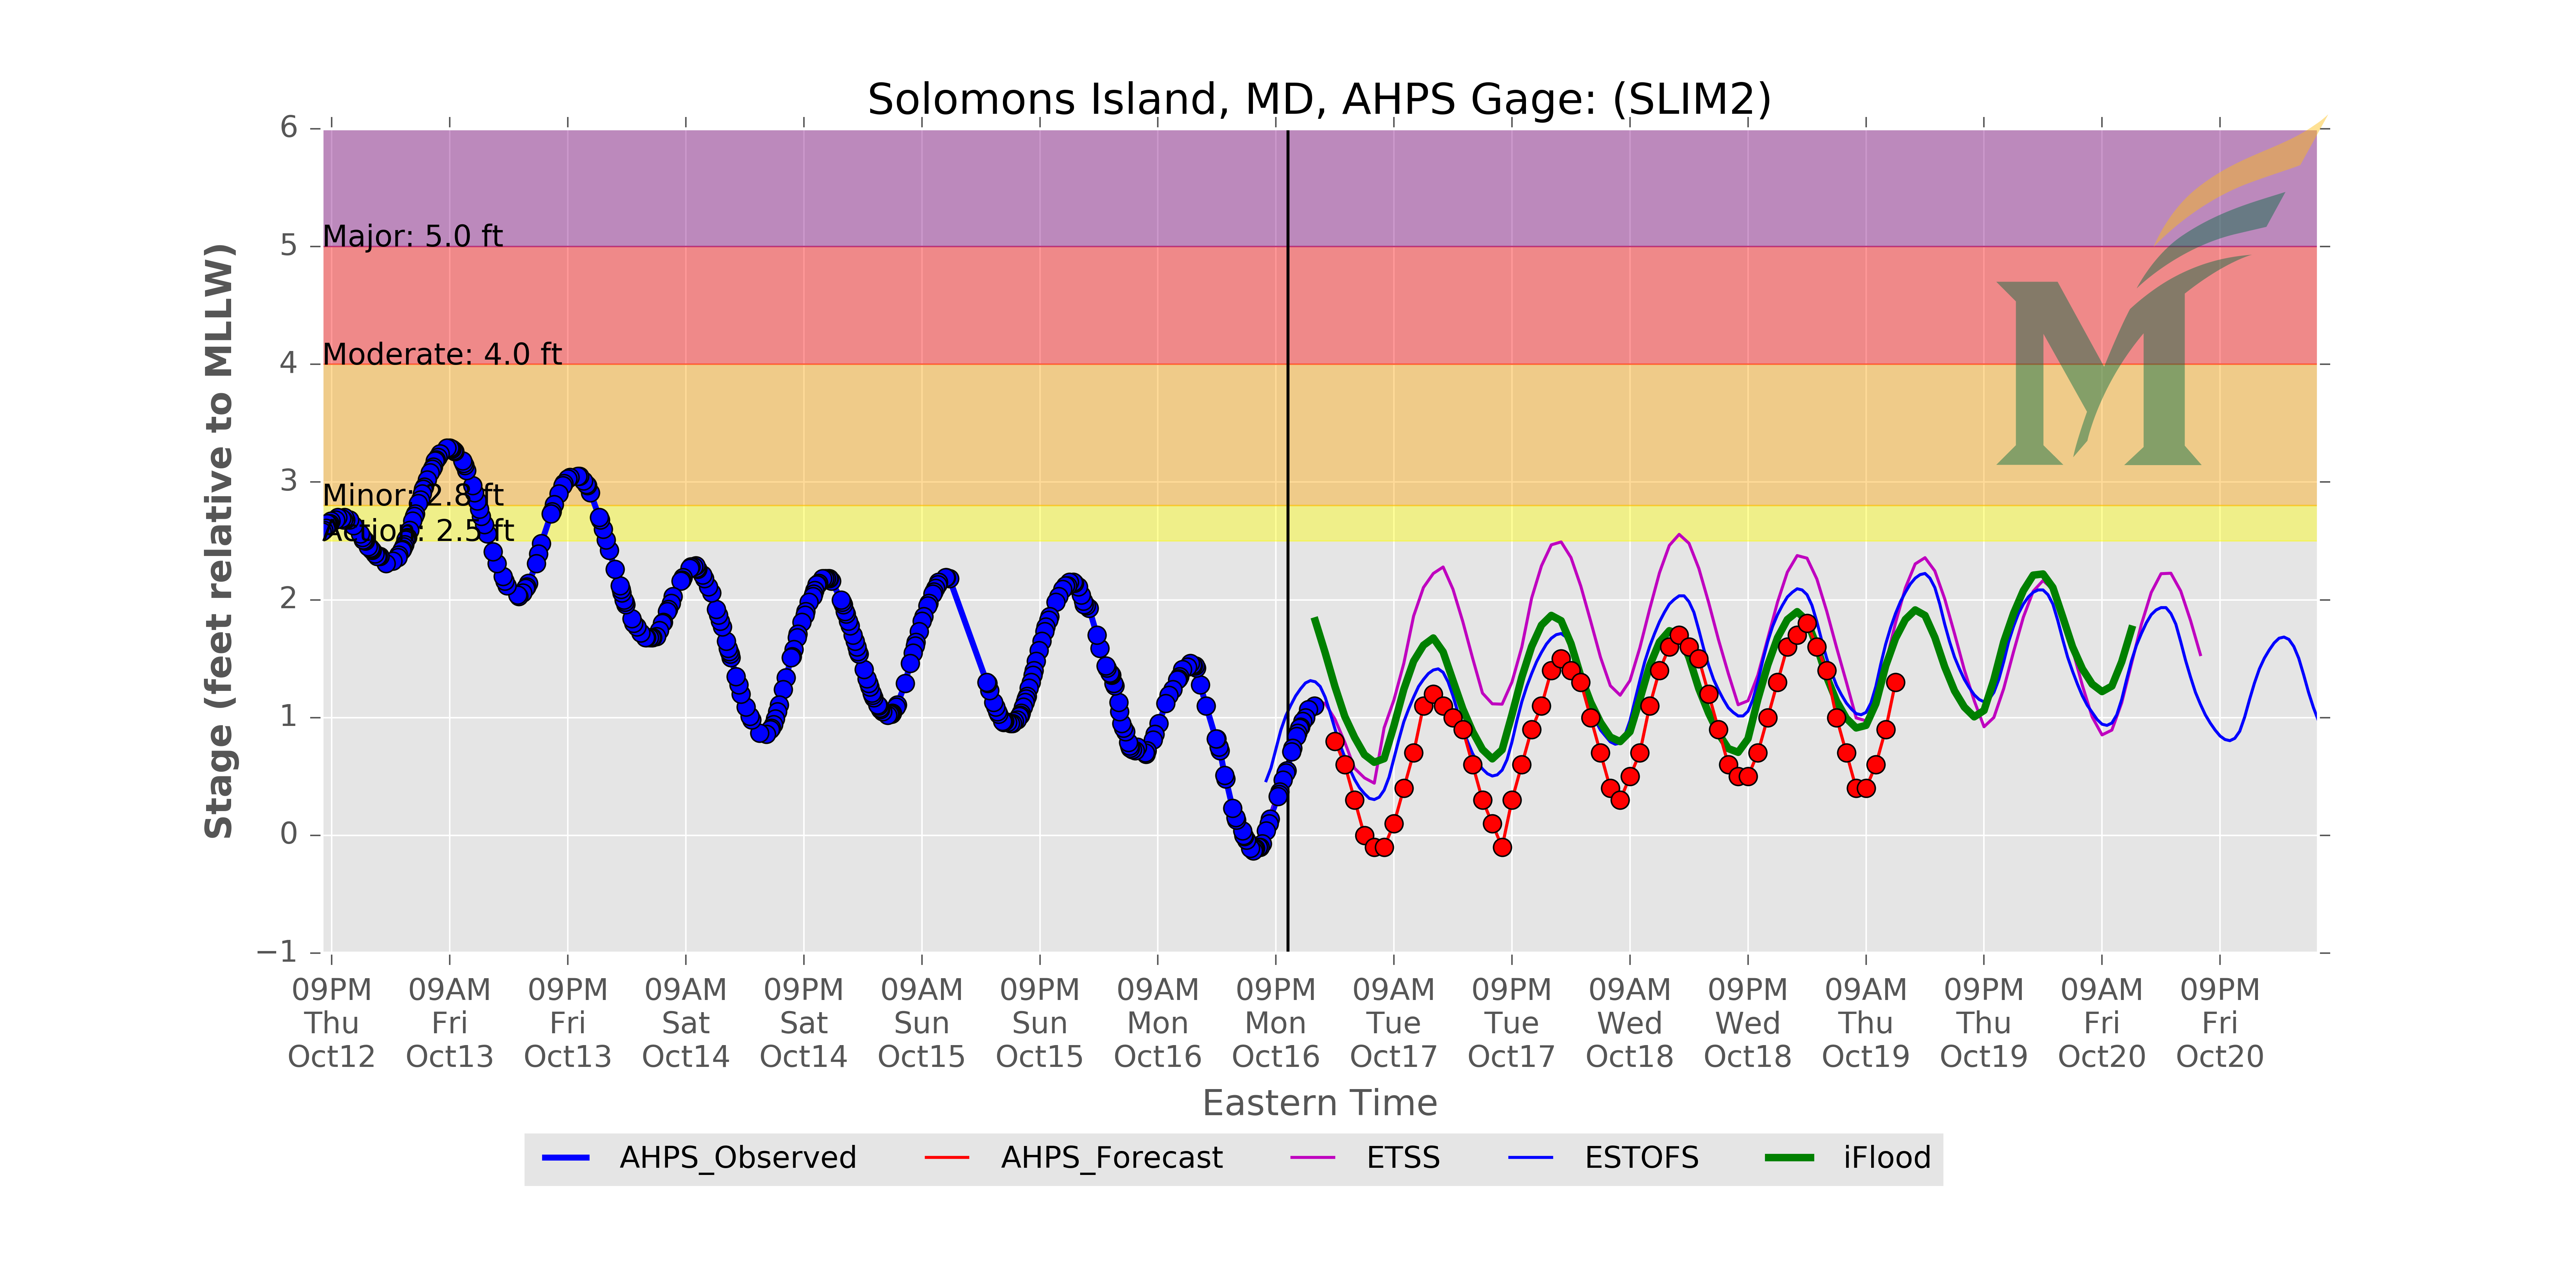 Solomons Island, MD, AHPS Gage: (SLIM2)
Stage (feet relative to MLLW)
6
5
4
3
2
1
0
−1
Major: 5.0 ft
Moderate: 4.0 ft
Minor: 2.8 ft
Action: 2.5 ft
M
09PM 09AM 09PM 09AM 09PM 09AM 09PM 09AM 09PM 09AM 09PM 09AM 09PM 09AM 09PM 09AM 09PM
Thu Fri Fri Sat Sat Sun Sun Mon Mon Tue Tue Wed Wed Thu Thu Fri Fri
Oct12 Oct13 Oct13 Oct14 Oct14 Oct15 Oct15 Oct16 Oct16 Oct17 Oct17 Oct18 Oct18 Oct19 Oct19 Oct20 Oct20
Eastern Time
AHPS_Observed AHPS_Forecast ETSS ESTOFS iFlood